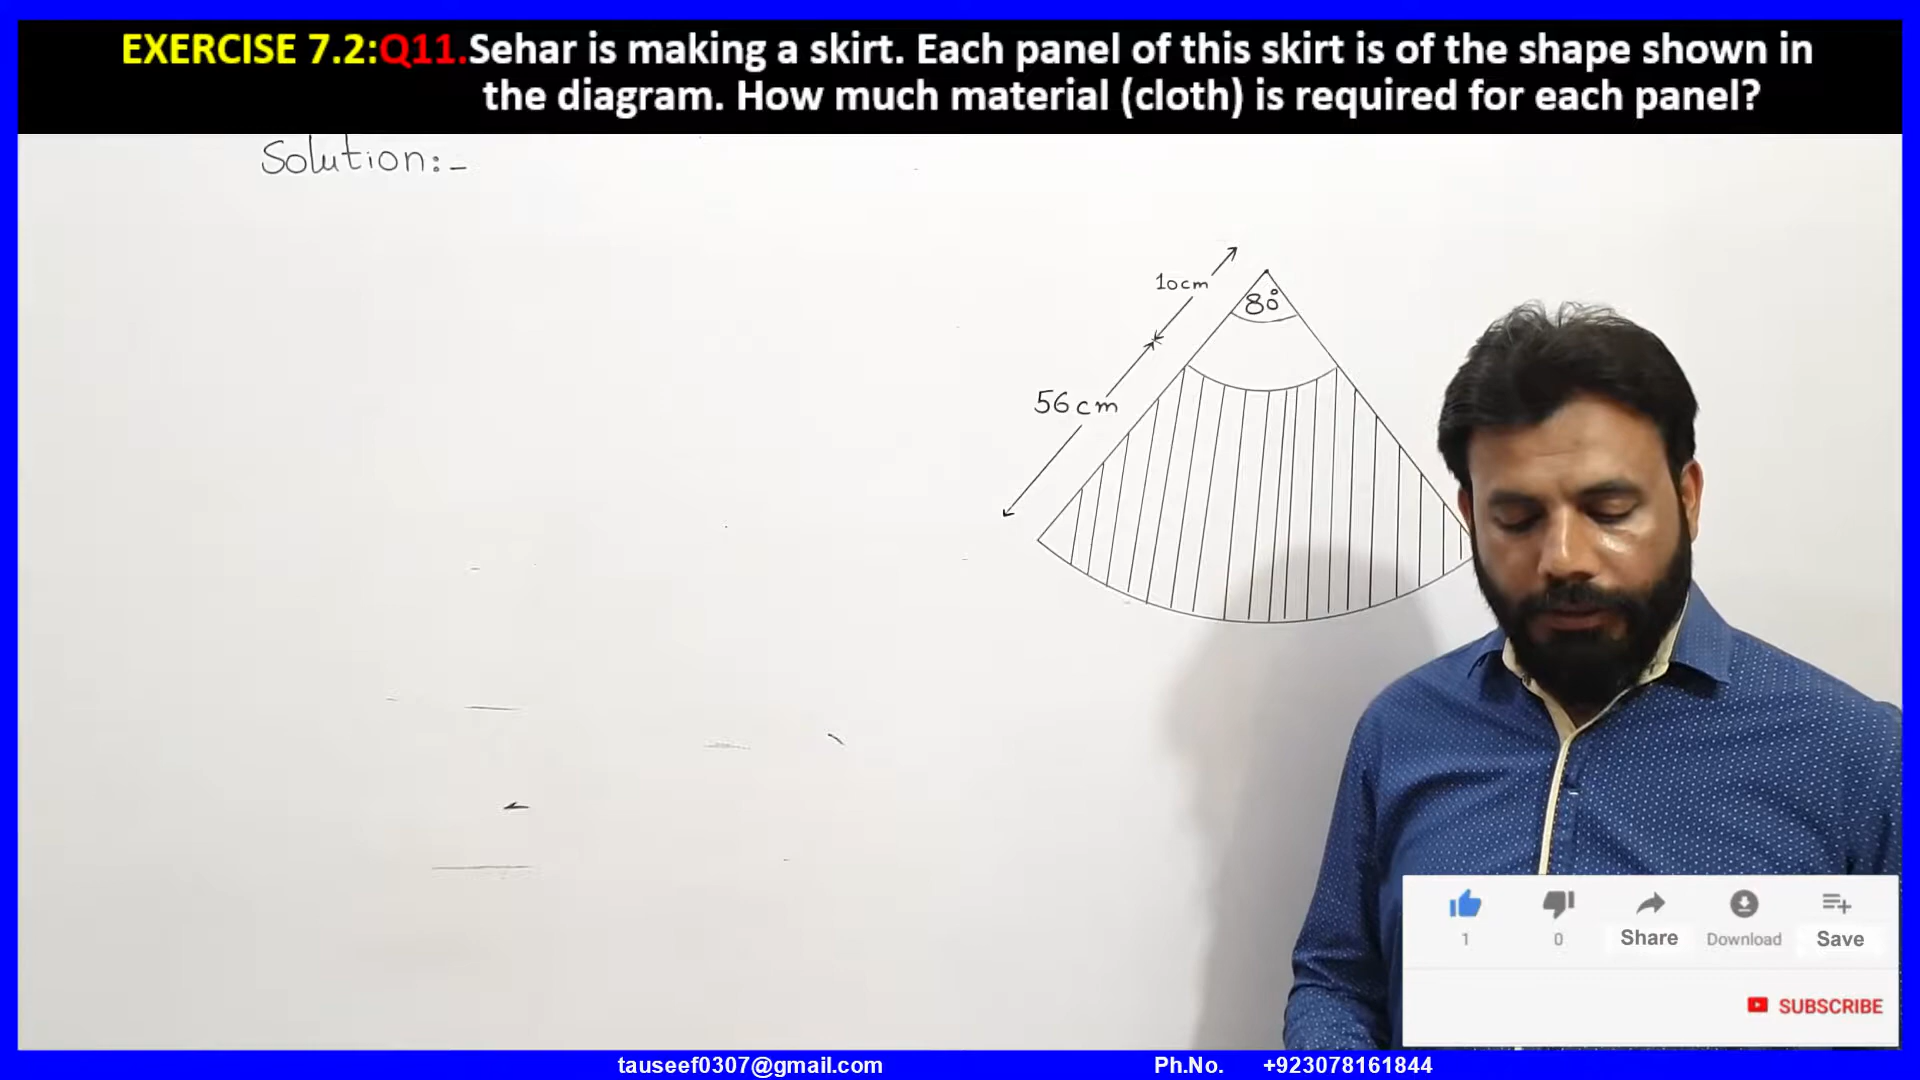 EXERCISE 7.2:Q11.Sehar is making a skirt. Each panel of this skirt is of the shape shown in
the diagram. How much material (cloth) is required for each panel?
Solution:-
10cm
80°
56cm
1
0
Share
Download
Save
SUBSCRIBE
tauseef0307@gmail.com
Ph.No. +923078161844